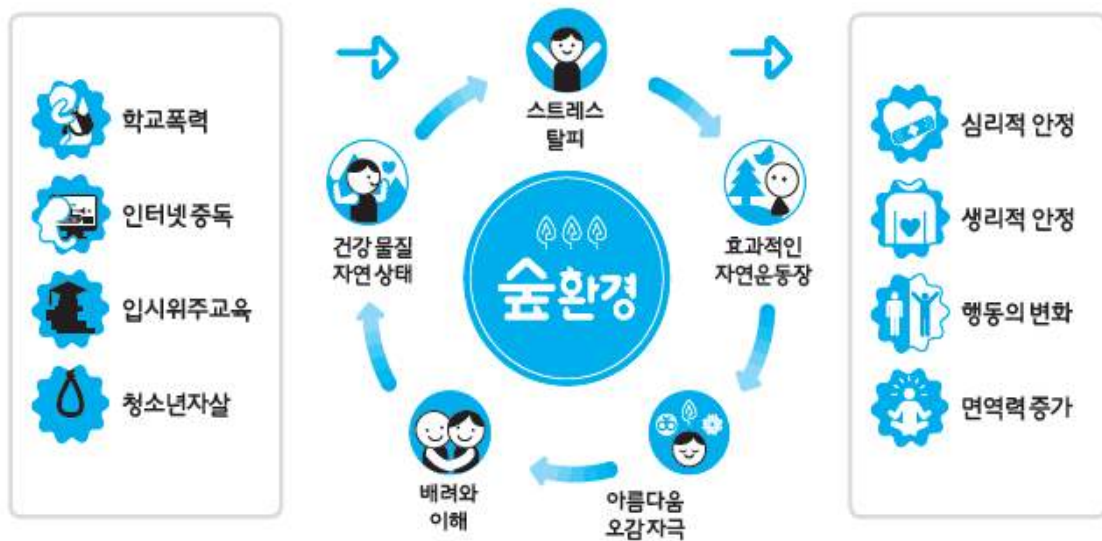 학교폭력
인터넷 중독
입시위주교육
청소년자살
스트레스
탈피
효과적인
자연운동장
아름다움
오감 자극
배려와
이해
건강 물질
자연 상태
숲환경
심리적 안정
생리적 안정
행동의 변화
면역력 증가